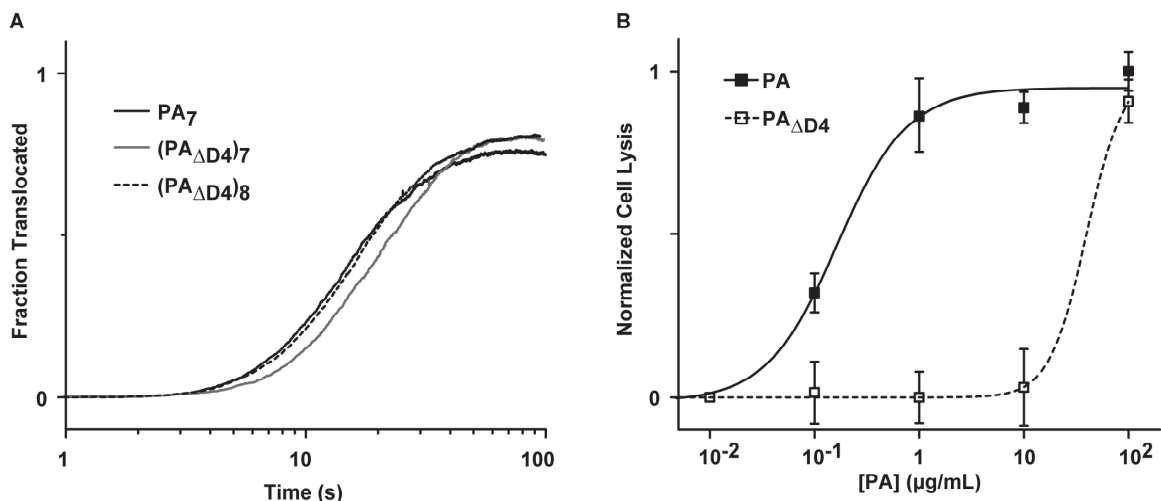 A
1
PA7
(PAΔD4)7
(PAΔD4)8
Fraction Translocated
0
1
10
100
Time (s)
B
1
PA
PAΔD4
Normalized Cell Lysis
0
10-2
10-1
1
10
102
[PA] (µg/mL)